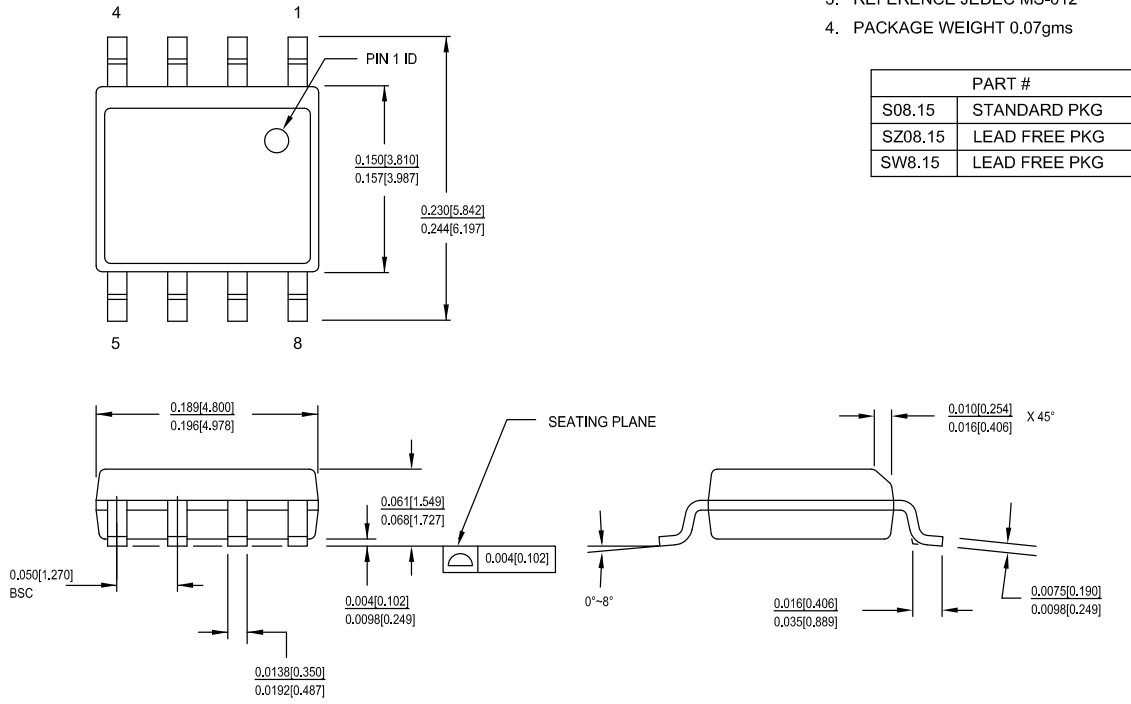 3. REFERENCE JEDEC MS-012
4. PACKAGE WEIGHT 0.07gms
PART #
S08.15 STANDARD PKG
SZ08.15 LEAD FREE PKG
SW8.15 LEAD FREE PKG
4 1
PIN 1 ID
0.150[3.810]
0.157[3.987]
0.230[5.842]
0.244[6.197]
5 8
0.189[4.800]
0.196[4.978]
SEATING PLANE
0.010[0.254]
0.016[0.406]
X 45°
0.061[1.549]
0.068[1.727]
0.004[0.102]
0.050[1.270]
BSC
0.004[0.102]
0.0098[0.249]
0°~8°
0.016[0.406]
0.035[0.889]
0.0075[0.190]
0.0098[0.249]
0.0138[0.350]
0.0192[0.487]